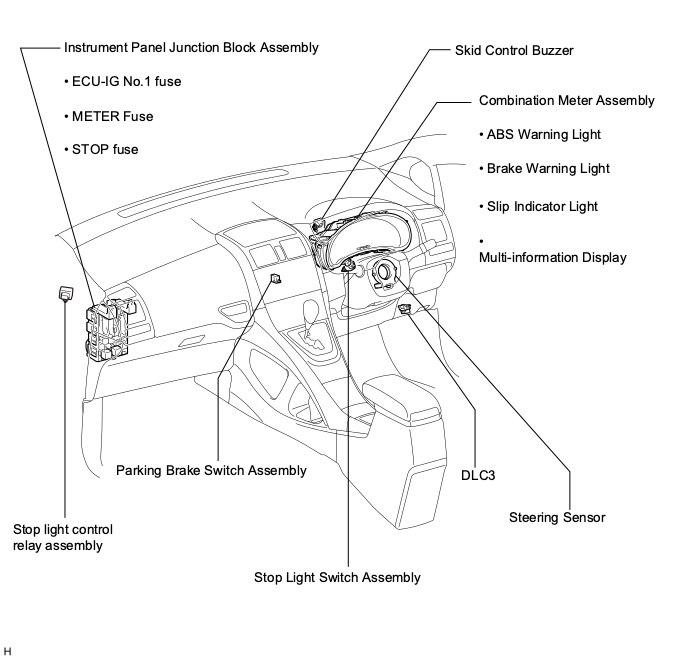 Instrument Panel Junction Block Assembly
• ECU-IG No.1 fuse
• METER Fuse
• STOP fuse
Skid Control Buzzer
Combination Meter Assembly
• ABS Warning Light
• Brake Warning Light
• Slip Indicator Light
•
Multi-information Display
Parking Brake Switch Assembly
DLC3
Steering Sensor
Stop light control
relay assembly
Stop Light Switch Assembly
H